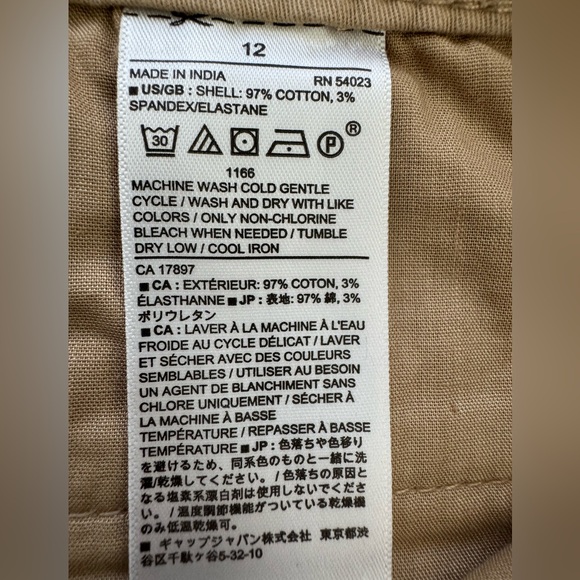 12
MADE IN INDIA RN 54023
■ US/GB : SHELL: 97% COTTON, 3%
SPANDEX/ELASTANE
30 P ®
1166
MACHINE WASH COLD GENTLE
CYCLE / WASH AND DRY WITH LIKE
COLORS / ONLY NON-CHLORINE
BLEACH WHEN NEEDED / TUMBLE
DRY LOW / COOL IRON
CA 17897
■ CA : EXTÉRIEUR: 97% COTON, 3%
ÉLASTHANNE ■ JP : 表地: 97% 綿, 3%
ポリウレタン
■ CA : LAVER À LA MACHINE À L'EAU
FROIDE AU CYCLE DÉLICAT / LAVER
ET SÉCHER AVEC DES COULEURS
SEMBLABLES / UTILISER AU BESOIN
UN AGENT DE BLANCHIMENT SANS
CHLORE UNIQUEMENT / SÉCHER À
LA MACHINE À BASSE
TEMPÉRATURE / REPASSER À BASSE
TEMPÉRATURE ■ JP : 色落ちや色移り
を避けるため、同系色のものと一緒に洗
濯/乾燥してください。/ 色落ちの原因と
なる塩素系漂白剤は使用しないでくださ
い。/ 温度調節機能がついている乾燥機
のみ低温乾燥可。
■ ギャップジャパン株式会社 東京都渋
谷区千駄ヶ谷5-32-10